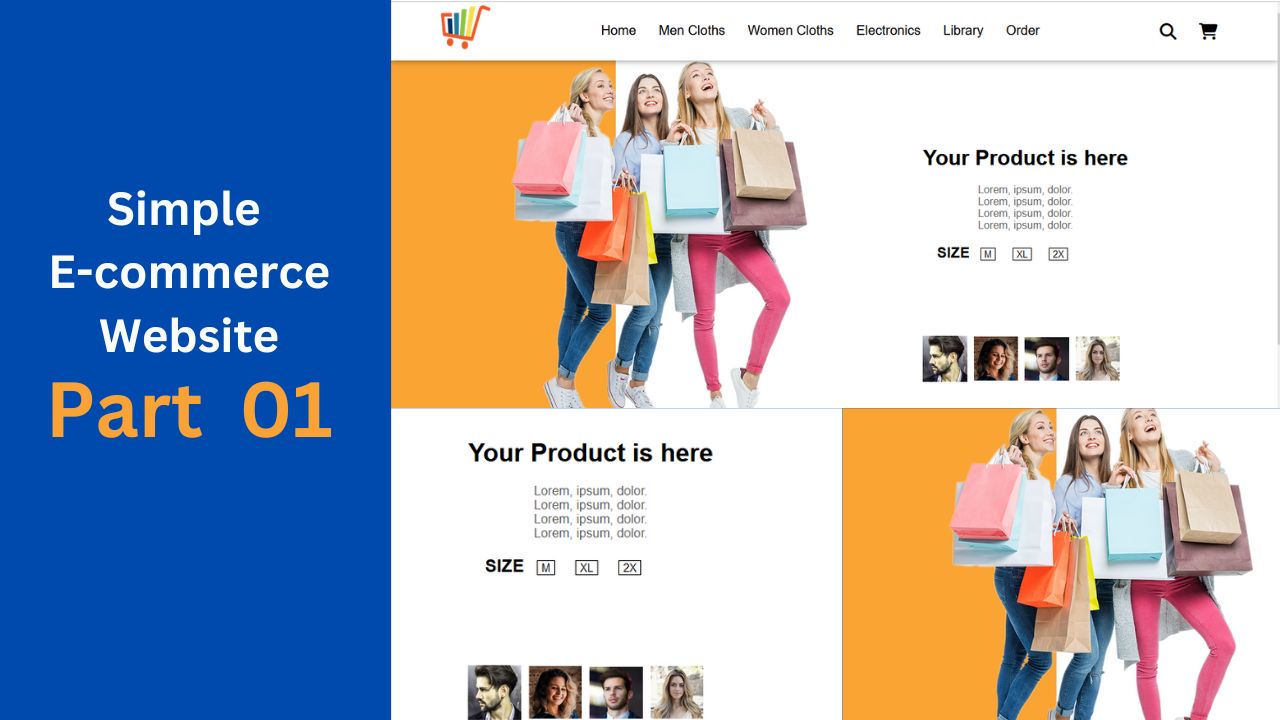 Simple
E-commerce
Website
Part 01
Home Men Cloths Women Cloths Electronics Library Order
Your Product is here
Lorem, ipsum, dolor.
Lorem, ipsum, dolor.
Lorem, ipsum, dolor.
Lorem, ipsum, dolor.
SIZE M XL 2X
Your Product is here
Lorem, ipsum, dolor.
Lorem, ipsum, dolor.
Lorem, ipsum, dolor.
Lorem, ipsum, dolor.
SIZE M XL 2X